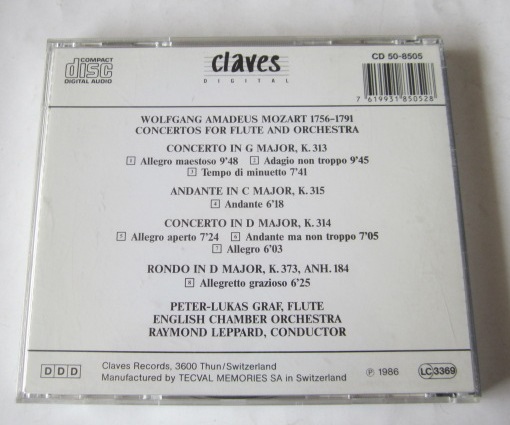 COMPACT
disc
DIGITAL AUDIO
claves
DIGITAL
CD 50-8505
7 619931 850528
WOLFGANG AMADEUS MOZART 1756–1791
CONCERTOS FOR FLUTE AND ORCHESTRA
CONCERTO IN G MAJOR, K. 313
1 Allegro maestoso 9'48 2 Adagio non troppo 9'45
3 Tempo di minuetto 7'41
ANDANTE IN C MAJOR, K. 315
4 Andante 6'18
CONCERTO IN D MAJOR, K. 314
5 Allegro aperto 7'24 6 Andante ma non troppo 7'05
7 Allegro 6'03
RONDO IN D MAJOR, K. 373, ANH. 184
8 Allegretto grazioso 6'25
PETER-LUKAS GRAF, FLUTE
ENGLISH CHAMBER ORCHESTRA
RAYMOND LEPPARD, CONDUCTOR
DDD
Claves Records, 3600 Thun/Switzerland
Manufactured by TECVAL MEMORIES SA in Switzerland
℗ 1986
LC 3369